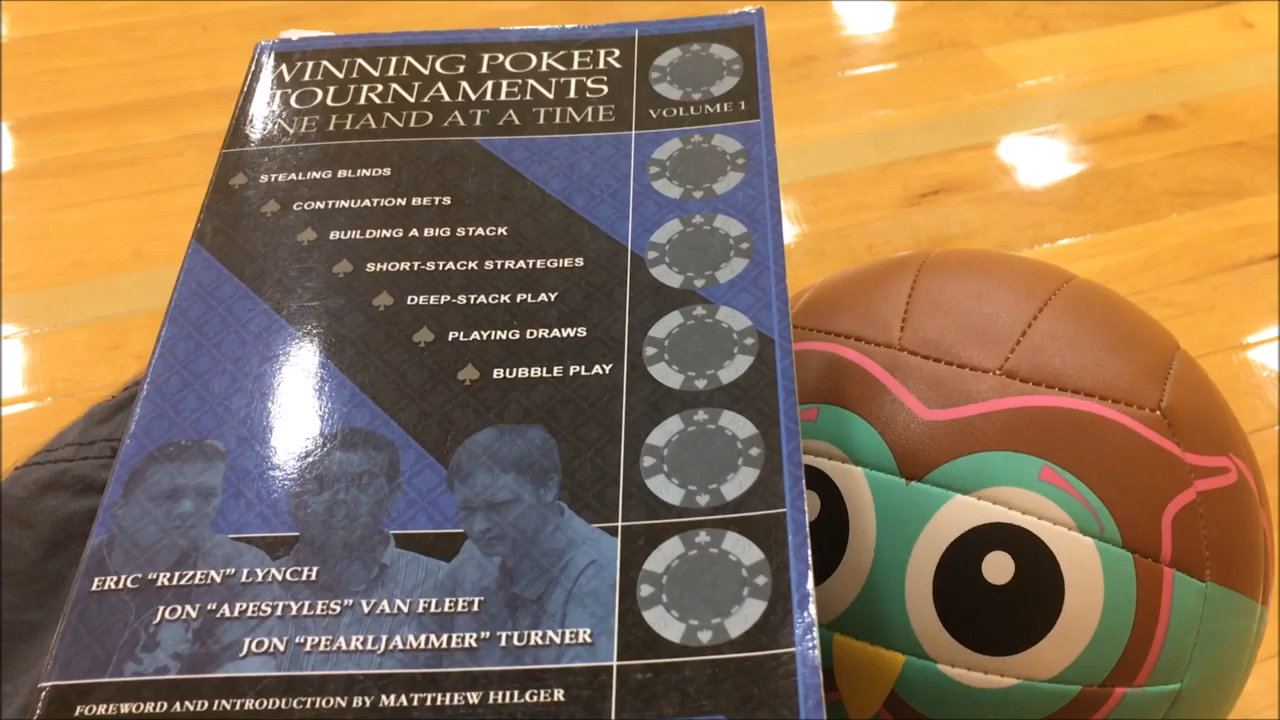 WINNING POKER
TOURNAMENTS
ONE HAND AT A TIME
VOLUME 1
STEALING BLINDS
CONTINUATION BETS
BUILDING A BIG STACK
SHORT-STACK STRATEGIES
DEEP-STACK PLAY
PLAYING DRAWS
BUBBLE PLAY
ERIC “RIZEN” LYNCH
JON “APESTYLES” VAN FLEET
JON “PEARLJAMMER” TURNER
FOREWORD AND INTRODUCTION BY MATTHEW HILGER